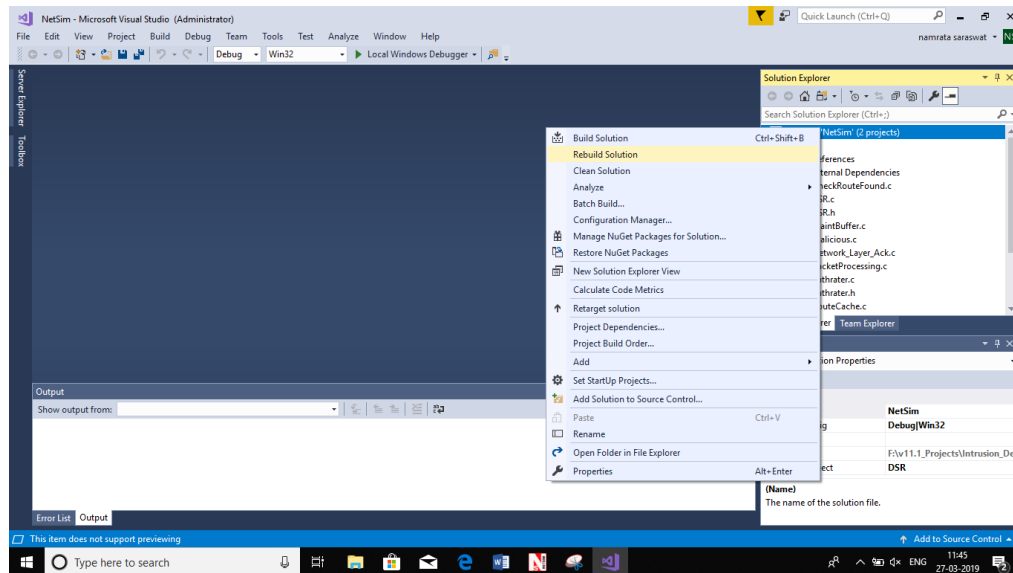 NetSim - Microsoft Visual Studio (Administrator)
Quick Launch (Ctrl+Q)
File Edit View Project Build Debug Team Tools Test Analyze Window Help
namrata saraswat
Debug Win32 Local Windows Debugger
Server Explorer
Toolbox
Solution Explorer
Search Solution Explorer (Ctrl+;)
'NetSim' (2 projects)
Build Solution Ctrl+Shift+B
Rebuild Solution
Clean Solution
Analyze
Batch Build...
Configuration Manager...
Manage NuGet Packages for Solution...
Restore NuGet Packages
New Solution Explorer View
Calculate Code Metrics
Retarget solution
Project Dependencies...
Project Build Order...
Add
Set StartUp Projects...
Add Solution to Source Control...
Paste Ctrl+V
Rename
Open Folder in File Explorer
Properties Alt+Enter
eferences
ternal Dependencies
heckRouteFound.c
SR.c
SR.h
aintBuffer.c
alicious.c
etwork_Layer_Ack.c
cketProcessing.c
thrater.c
thrater.h
outeCache.c
rer Team Explorer
ion Properties
NetSim
g Debug|Win32
F:\v11.1_Projects\Intrusion_De
ect DSR
(Name)
The name of the solution file.
Output
Show output from:
Error List Output
This item does not support previewing
Add to Source Control
Type here to search
ENG
11:45
27-03-2019